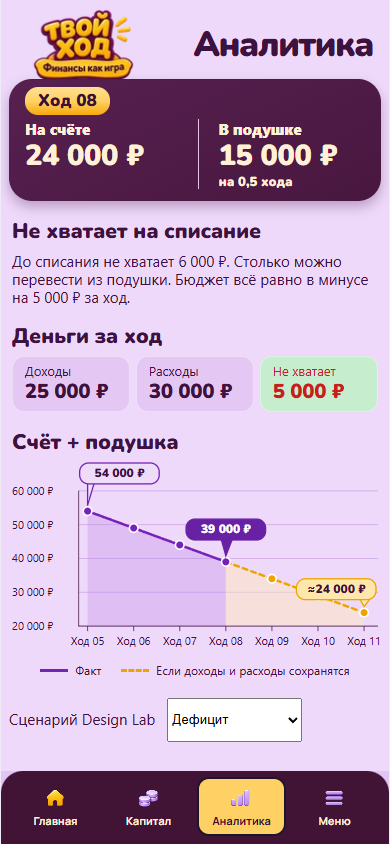 ТВОЙ
ХОД
Финансы как игра
Аналитика
Ход 08
На счёте
24 000 ₽
В подушке
15 000 ₽
на 0,5 хода
Не хватает на списание
До списания не хватает 6 000 ₽. Столько можно
перевести из подушки. Бюджет всё равно в минусе
на 5 000 ₽ за ход.
Деньги за ход
Доходы
25 000 ₽
Расходы
30 000 ₽
Не хватает
5 000 ₽
Счёт + подушка
54 000 ₽
60 000 ₽
50 000 ₽
39 000 ₽
40 000 ₽
30 000 ₽
≈24 000 ₽
20 000 ₽
Ход 05 Ход 06 Ход 07 Ход 08 Ход 09 Ход 10 Ход 11
Факт Если доходы и расходы сохранятся
Сценарий Design Lab Дефицит
Главная Капитал Аналитика Меню